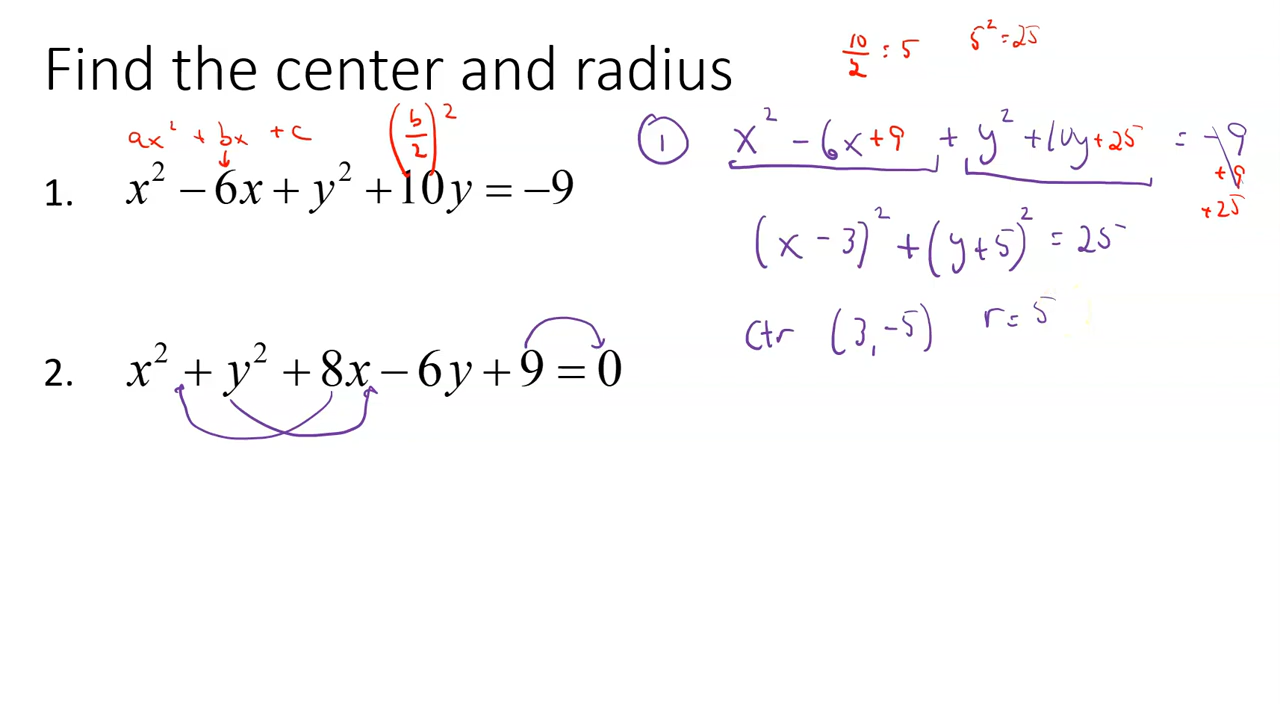 Find the center and radius
10/2 = 5 5² = 25
ax² + bx + c (b/2)²
1. x² − 6x + y² + 10y = −9
① x² − 6x + 9 + y² + 10y + 25 = −9
+9
+25
(x − 3)² + (y + 5)² = 25
Ctr (3, −5) r = 5
2. x² + y² + 8x − 6y + 9 = 0